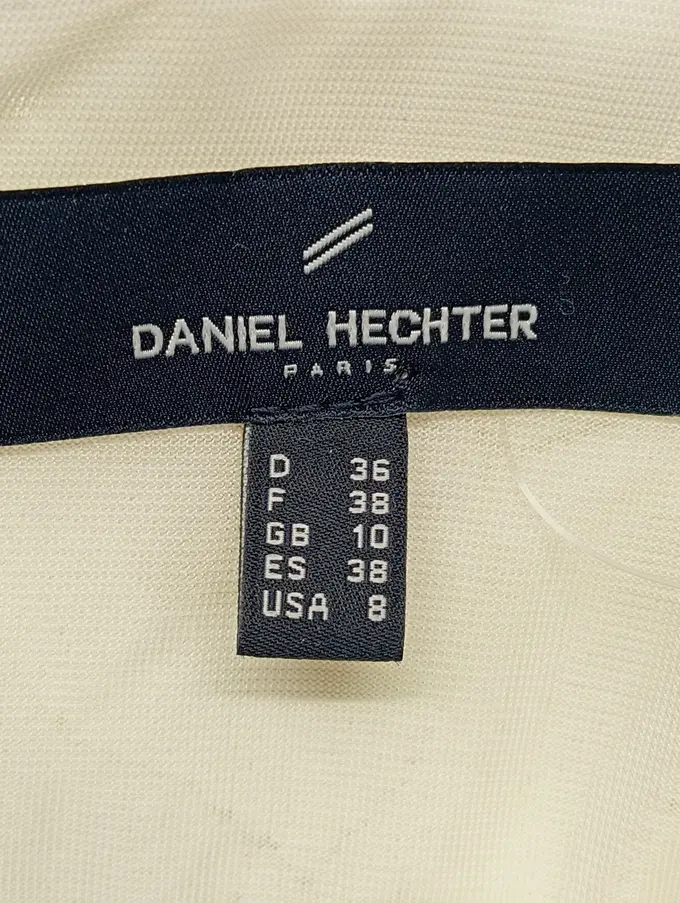 DANIEL HECHTER
PARIS
D 36
F 38
GB 10
ES 38
USA 8